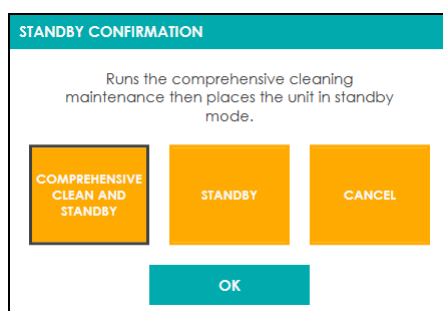 STANDBY CONFIRMATION
Runs the comprehensive cleaning
maintenance then places the unit in standby
mode.
COMPREHENSIVE
CLEAN AND
STANDBY
STANDBY
CANCEL
OK